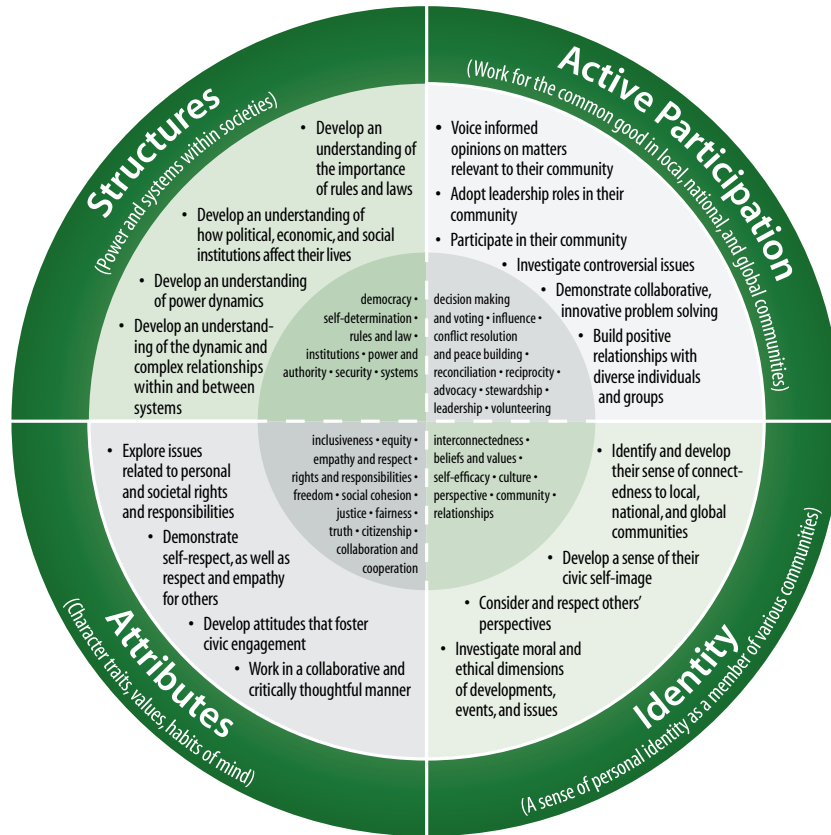 Structures
(Power and systems within societies)
• Develop an
understanding of
the importance
of rules and laws
• Develop an understanding of
how political, economic, and social
institutions affect their lives
• Develop an understanding
of power dynamics
• Develop an understand-
ing of the dynamic and
complex relationships
within and between
systems
democracy •
self-determination •
rules and law •
institutions • power and
authority • security • systems
Active Participation
(Work for the common good in local, national, and global communities)
• Voice informed
opinions on matters
relevant to their community
• Adopt leadership roles in their
community
• Participate in their community
• Investigate controversial issues
• Demonstrate collaborative,
innovative problem solving
• Build positive
relationships with
diverse individuals
and groups
decision making
and voting • influence •
conflict resolution
and peace building •
reconciliation • reciprocity •
advocacy • stewardship •
leadership • volunteering
Attributes
(Character traits, values, habits of mind)
• Explore issues
related to personal
and societal rights
and responsibilities
• Demonstrate
self-respect, as well as
respect and empathy
for others
• Develop attitudes that foster
civic engagement
• Work in a collaborative and
critically thoughtful manner
inclusiveness • equity •
empathy and respect •
rights and responsibilities •
freedom • social cohesion •
justice • fairness •
truth • citizenship •
collaboration and
cooperation
Identity
(A sense of personal identity as a member of various communities)
• Identify and develop
their sense of connect-
edness to local,
national, and global
communities
• Develop a sense of their
civic self-image
• Consider and respect others'
perspectives
• Investigate moral and
ethical dimensions
of developments,
events, and issues
interconnectedness •
beliefs and values •
self-efficacy • culture •
perspective • community •
relationships